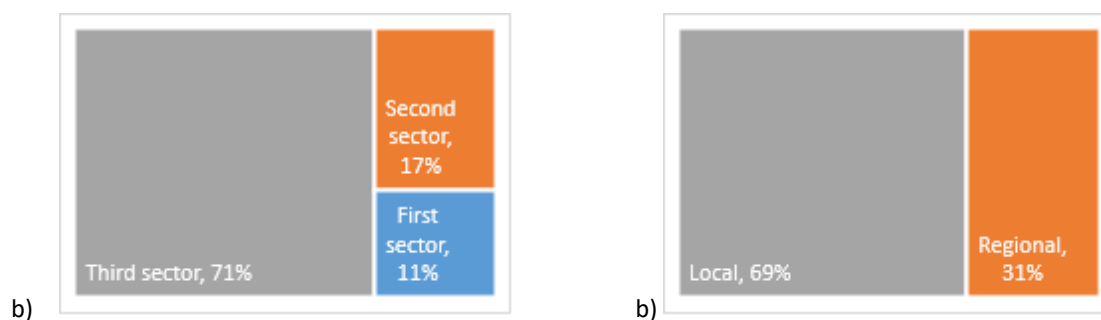 Second
sector,
17%
First
sector,
11%
Third sector, 71%
b)
Regional,
31%
Local, 69%
b)